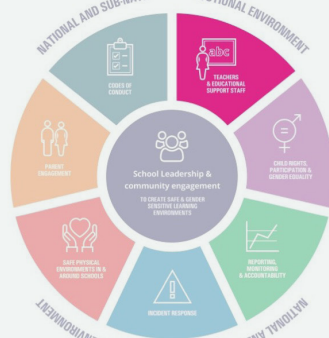 NATIONAL AND SUB-NA
TIONAL ENVIRONMENT
CODES OF
CONDUCT
abc
TEACHERS
& EDUCATIONAL
SUPPORT STAFF
PARENT
ENGAGEMENT
School Leadership &
community engagement
TO CREATE SAFE & GENDER
SENSITIVE LEARNING
ENVIRONMENTS
CHILD RIGHTS,
PARTICIPATION &
GENDER EQUALITY
SAFE PHYSICAL
ENVIRONMENTS IN &
AROUND SCHOOLS
INCIDENT RESPONSE
REPORTING,
MONITORING
& ACCOUNTABILITY
ENVIRONMENT
NATIONAL AN